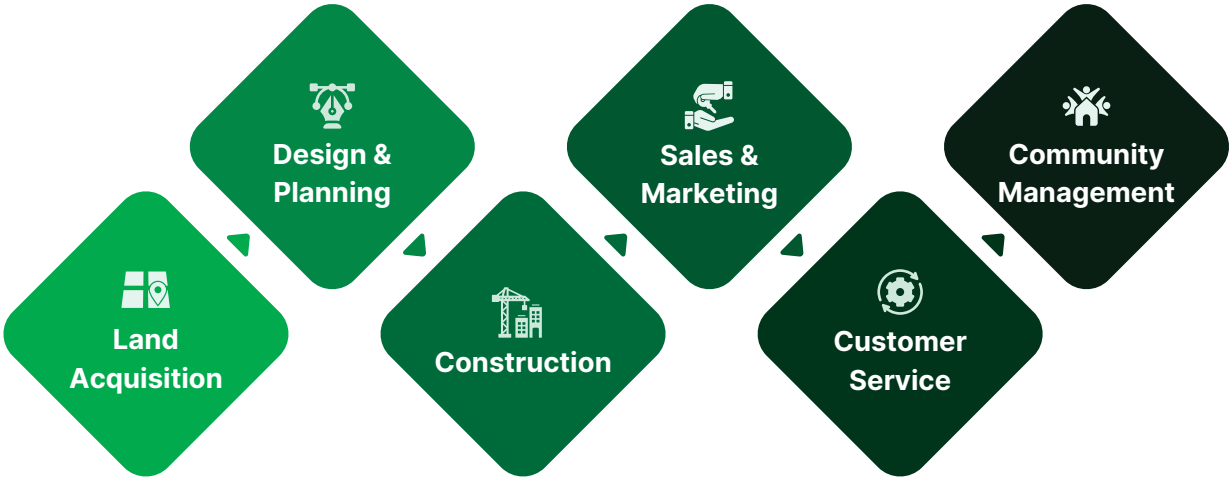 Land
Acquisition
Design &
Planning
Construction
Sales &
Marketing
Customer
Service
Community
Management